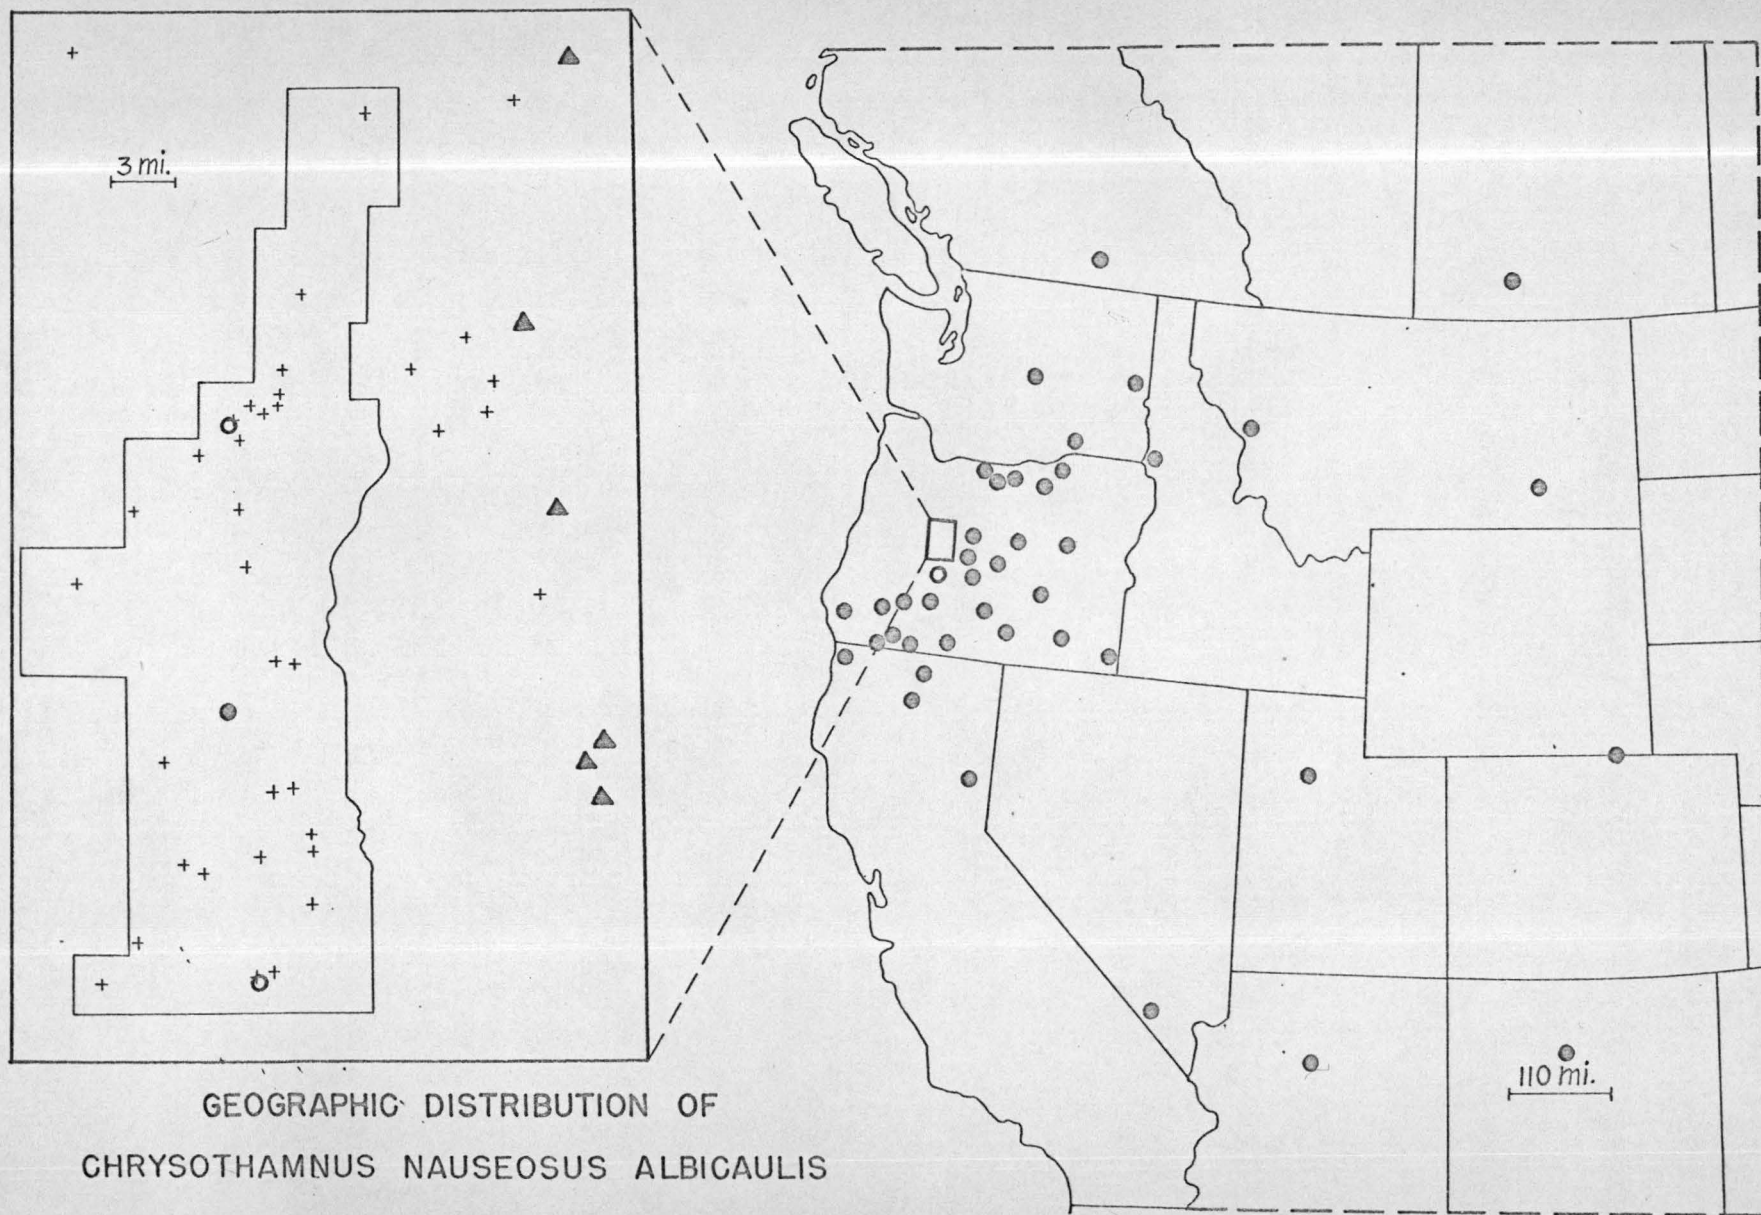 3 mi.
110 mi.
GEOGRAPHIC DISTRIBUTION OF
CHRYSOTHAMNUS NAUSEOSUS ALBICAULIS